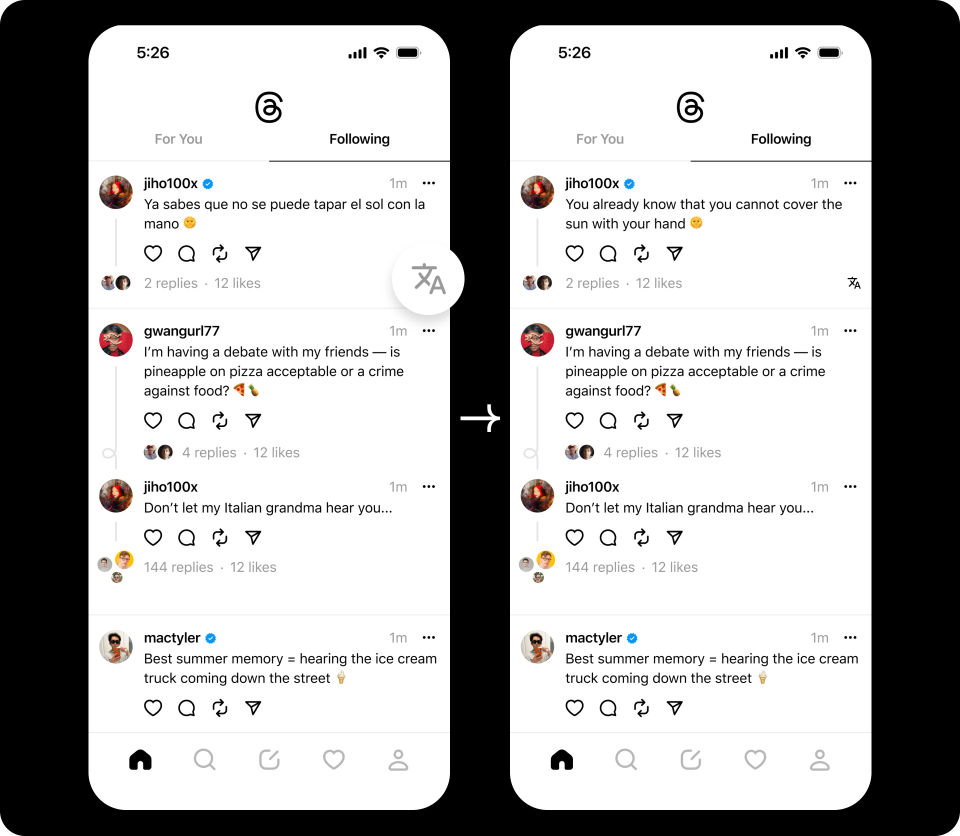 5:26
For You
Following
jiho100x
1m
Ya sabes que no se puede tapar el sol con la
mano 🌞
2 replies · 12 likes
gwangurl77
1m
I’m having a debate with my friends — is
pineapple on pizza acceptable or a crime
against food? 🍕🍍
4 replies · 12 likes
jiho100x
1m
Don’t let my Italian grandma hear you...
144 replies · 12 likes
mactyler
1m
Best summer memory = hearing the ice cream
truck coming down the street 🍦
5:26
For You
Following
jiho100x
1m
You already know that you cannot cover the
sun with your hand 🌞
2 replies · 12 likes
gwangurl77
1m
I’m having a debate with my friends — is
pineapple on pizza acceptable or a crime
against food? 🍕🍍
4 replies · 12 likes
jiho100x
1m
Don’t let my Italian grandma hear you...
144 replies · 12 likes
mactyler
1m
Best summer memory = hearing the ice cream
truck coming down the street 🍦